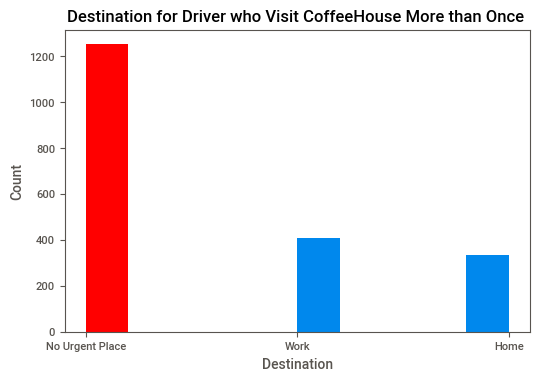 Destination for Driver who Visit CoffeeHouse More than Once
1200
1000
800
600
400
200
0
Count
No Urgent Place
Work
Home
Destination